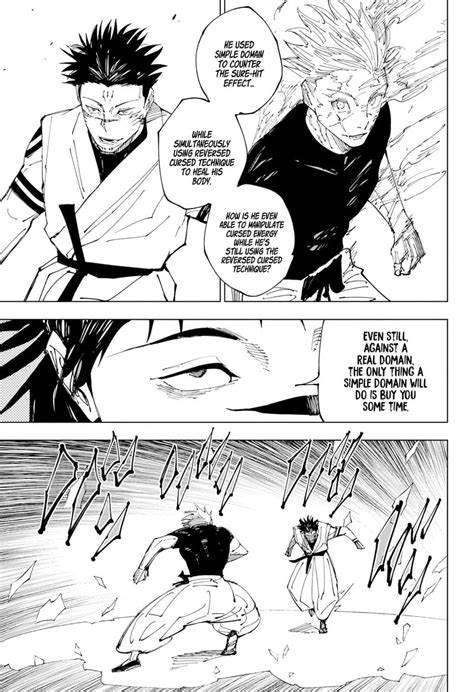 HE USED
SIMPLE DOMAIN
TO COUNTER
THE SURE-HIT
EFFECT...
WHILE
SIMULTANEOUSLY
USING REVERSED
CURSED TECHNIQUE
TO HEAL HIS
BODY.
HOW IS HE EVEN
ABLE TO MANIPULATE
CURSED ENERGY
WHILE HE'S
STILL USING THE
REVERSED CURSED
TECHNIQUE?
EVEN STILL,
AGAINST A
REAL DOMAIN,
THE ONLY THING A
SIMPLE DOMAIN WILL
DO IS BUY YOU
SOME TIME.